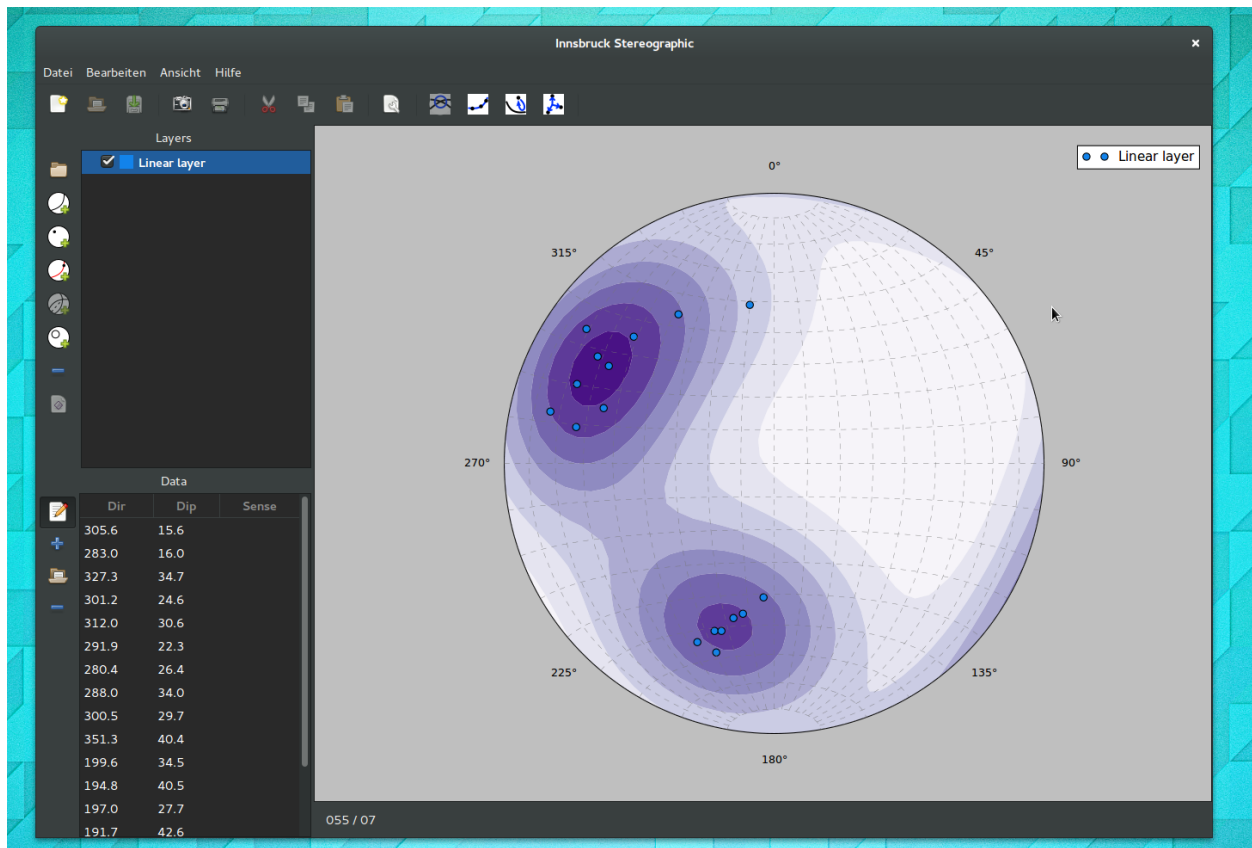 Innsbruck Stereographic
×
Datei Bearbeiten Ansicht Hilfe
Layers
Linear layer
Data
Dir Dip Sense
305.6 15.6
283.0 16.0
327.3 34.7
301.2 24.6
312.0 30.6
291.9 22.3
280.4 26.4
288.0 34.0
300.5 29.7
351.3 40.4
199.6 34.5
194.8 40.5
197.0 27.7
191.7 42.6
Linear layer
0°
315° 45°
270° 90°
225° 135°
180°
055 / 07